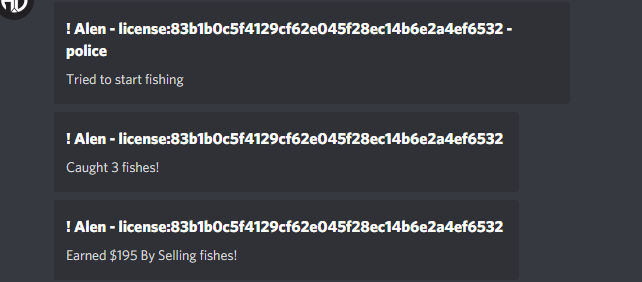 ! Alen - license:83b1b0c5f4129cf62e045f28ec14b6e2a4ef6532 -
police
Tried to start fishing
! Alen - license:83b1b0c5f4129cf62e045f28ec14b6e2a4ef6532
Caught 3 fishes!
! Alen - license:83b1b0c5f4129cf62e045f28ec14b6e2a4ef6532
Earned $195 By Selling fishes!